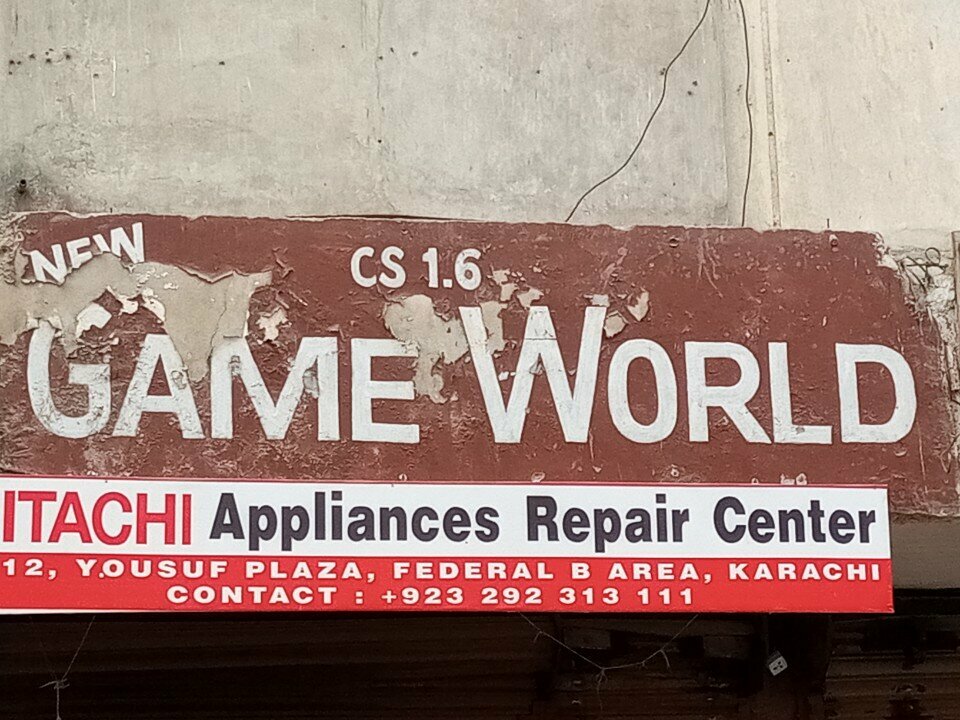 NEW
CS 1.6
GAME WORLD
ITACHI Appliances Repair Center
12, Y.OUSUF PLAZA, FEDERAL B AREA, KARACHI
CONTACT : +923 292 313 111